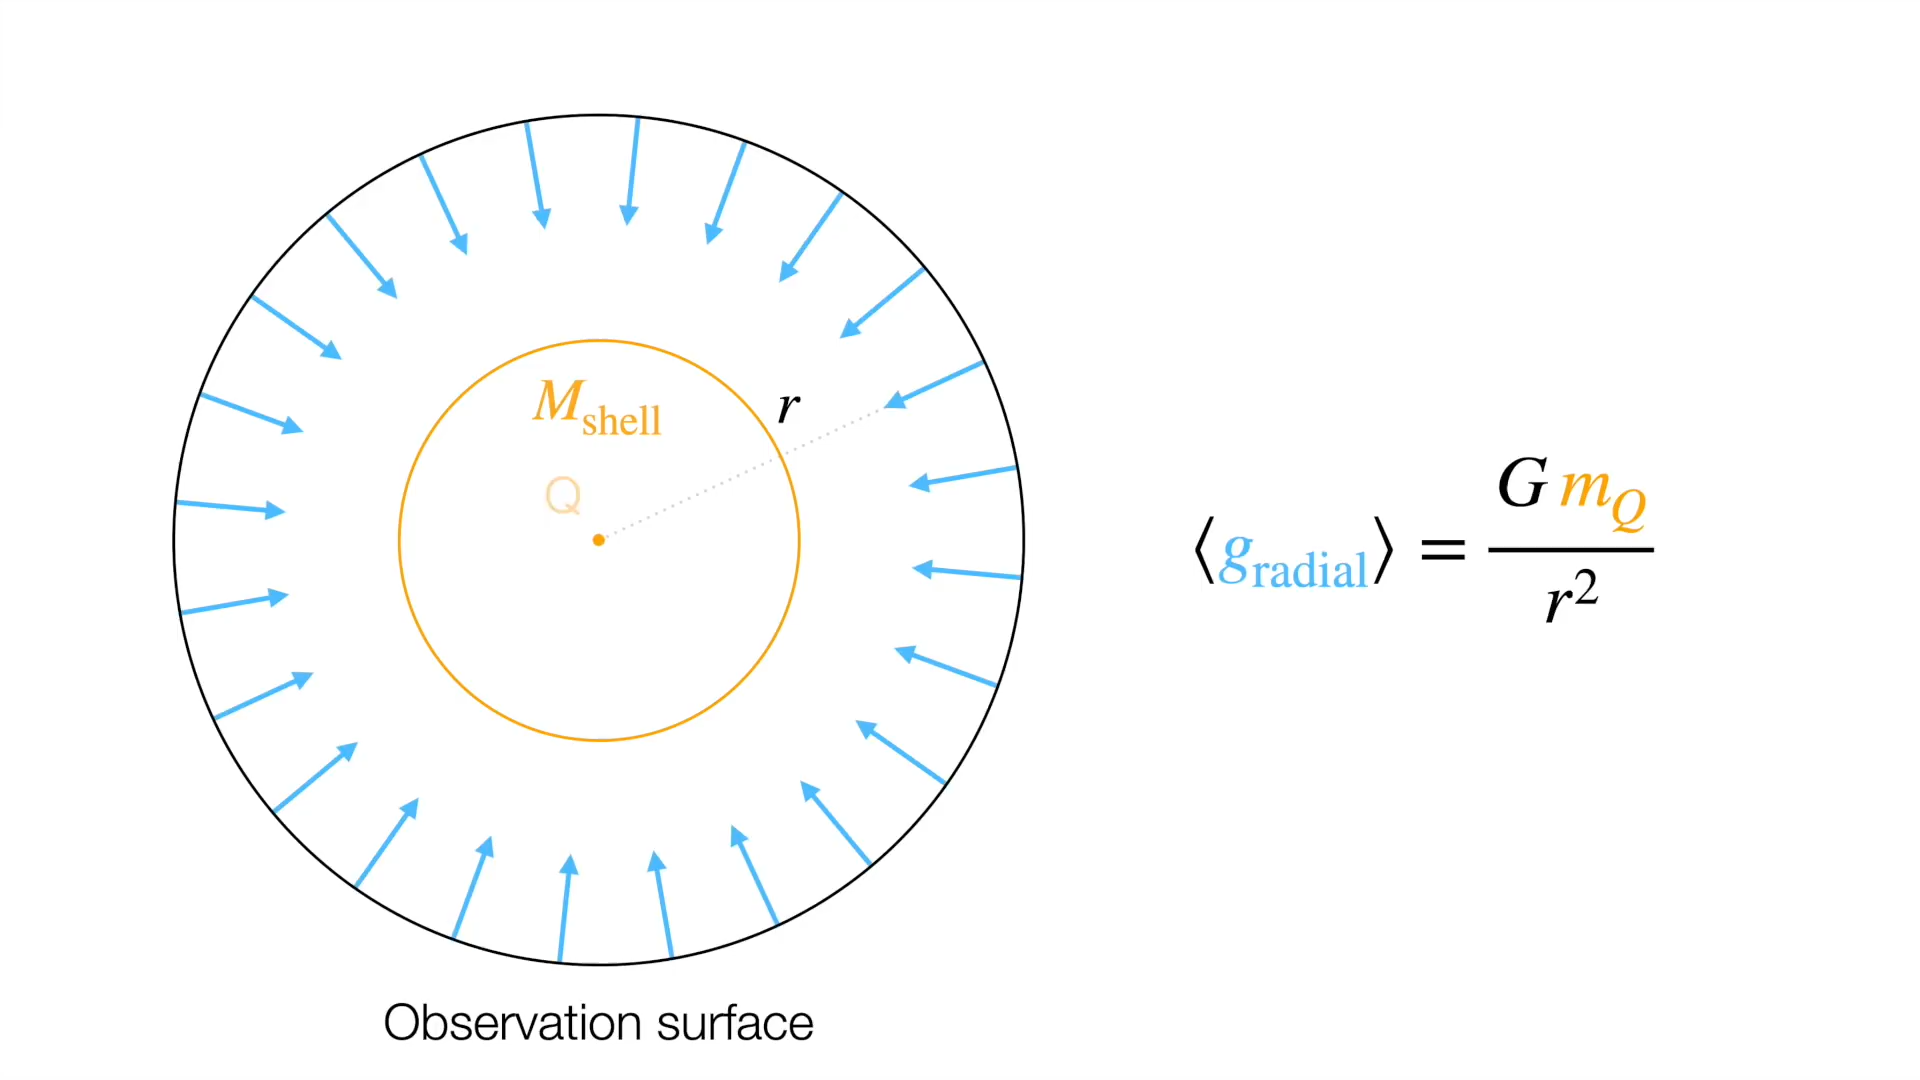 M_shell
r
Q
⟨g_radial⟩ = G m_Q / r²
Observation surface